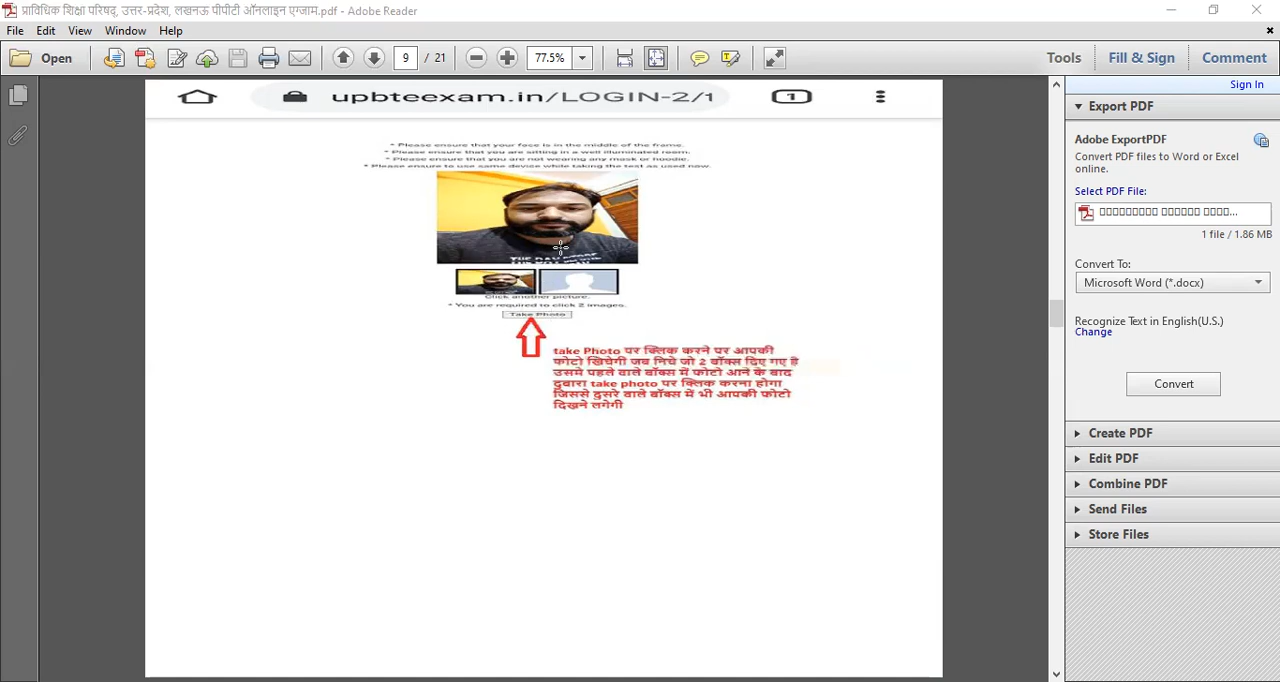 प्राविधिक शिक्षा परिषद्, उत्तर-प्रदेश, लखनऊ पीपीटी ऑनलाइन एग्जाम.pdf - Adobe Reader
File Edit View Window Help
Open 9 / 21 77.5% Tools Fill & Sign Comment
upbteexam.in/LOGIN-2/1 1
* Please ensure that your face is in the middle of the frame.
* Please ensure that you are sitting in a well illuminated room.
* Please ensure that you are not wearing any mask or hoodie.
* Please ensure to use same device while taking the test as used now.
Click another picture.
* You are required to click 2 images.
Take Photo
take Photo पर क्लिक करने पर आपकी
फोटो खिचेगी जब निचे जो 2 बॉक्स दिए गए है
उसमे पहले वाले बॉक्स में फोटो आने के बाद
दुबारा take photo पर क्लिक करना होगा
जिससे दुसरे वाले बॉक्स में भी आपकी फोटो
दिखने लगेगी
Sign In
Export PDF
Adobe ExportPDF
Convert PDF files to Word or Excel
online.
Select PDF File:
1 file / 1.86 MB
Convert To:
Microsoft Word (*.docx)
Recognize Text in English(U.S.)
Change
Convert
Create PDF
Edit PDF
Combine PDF
Send Files
Store Files